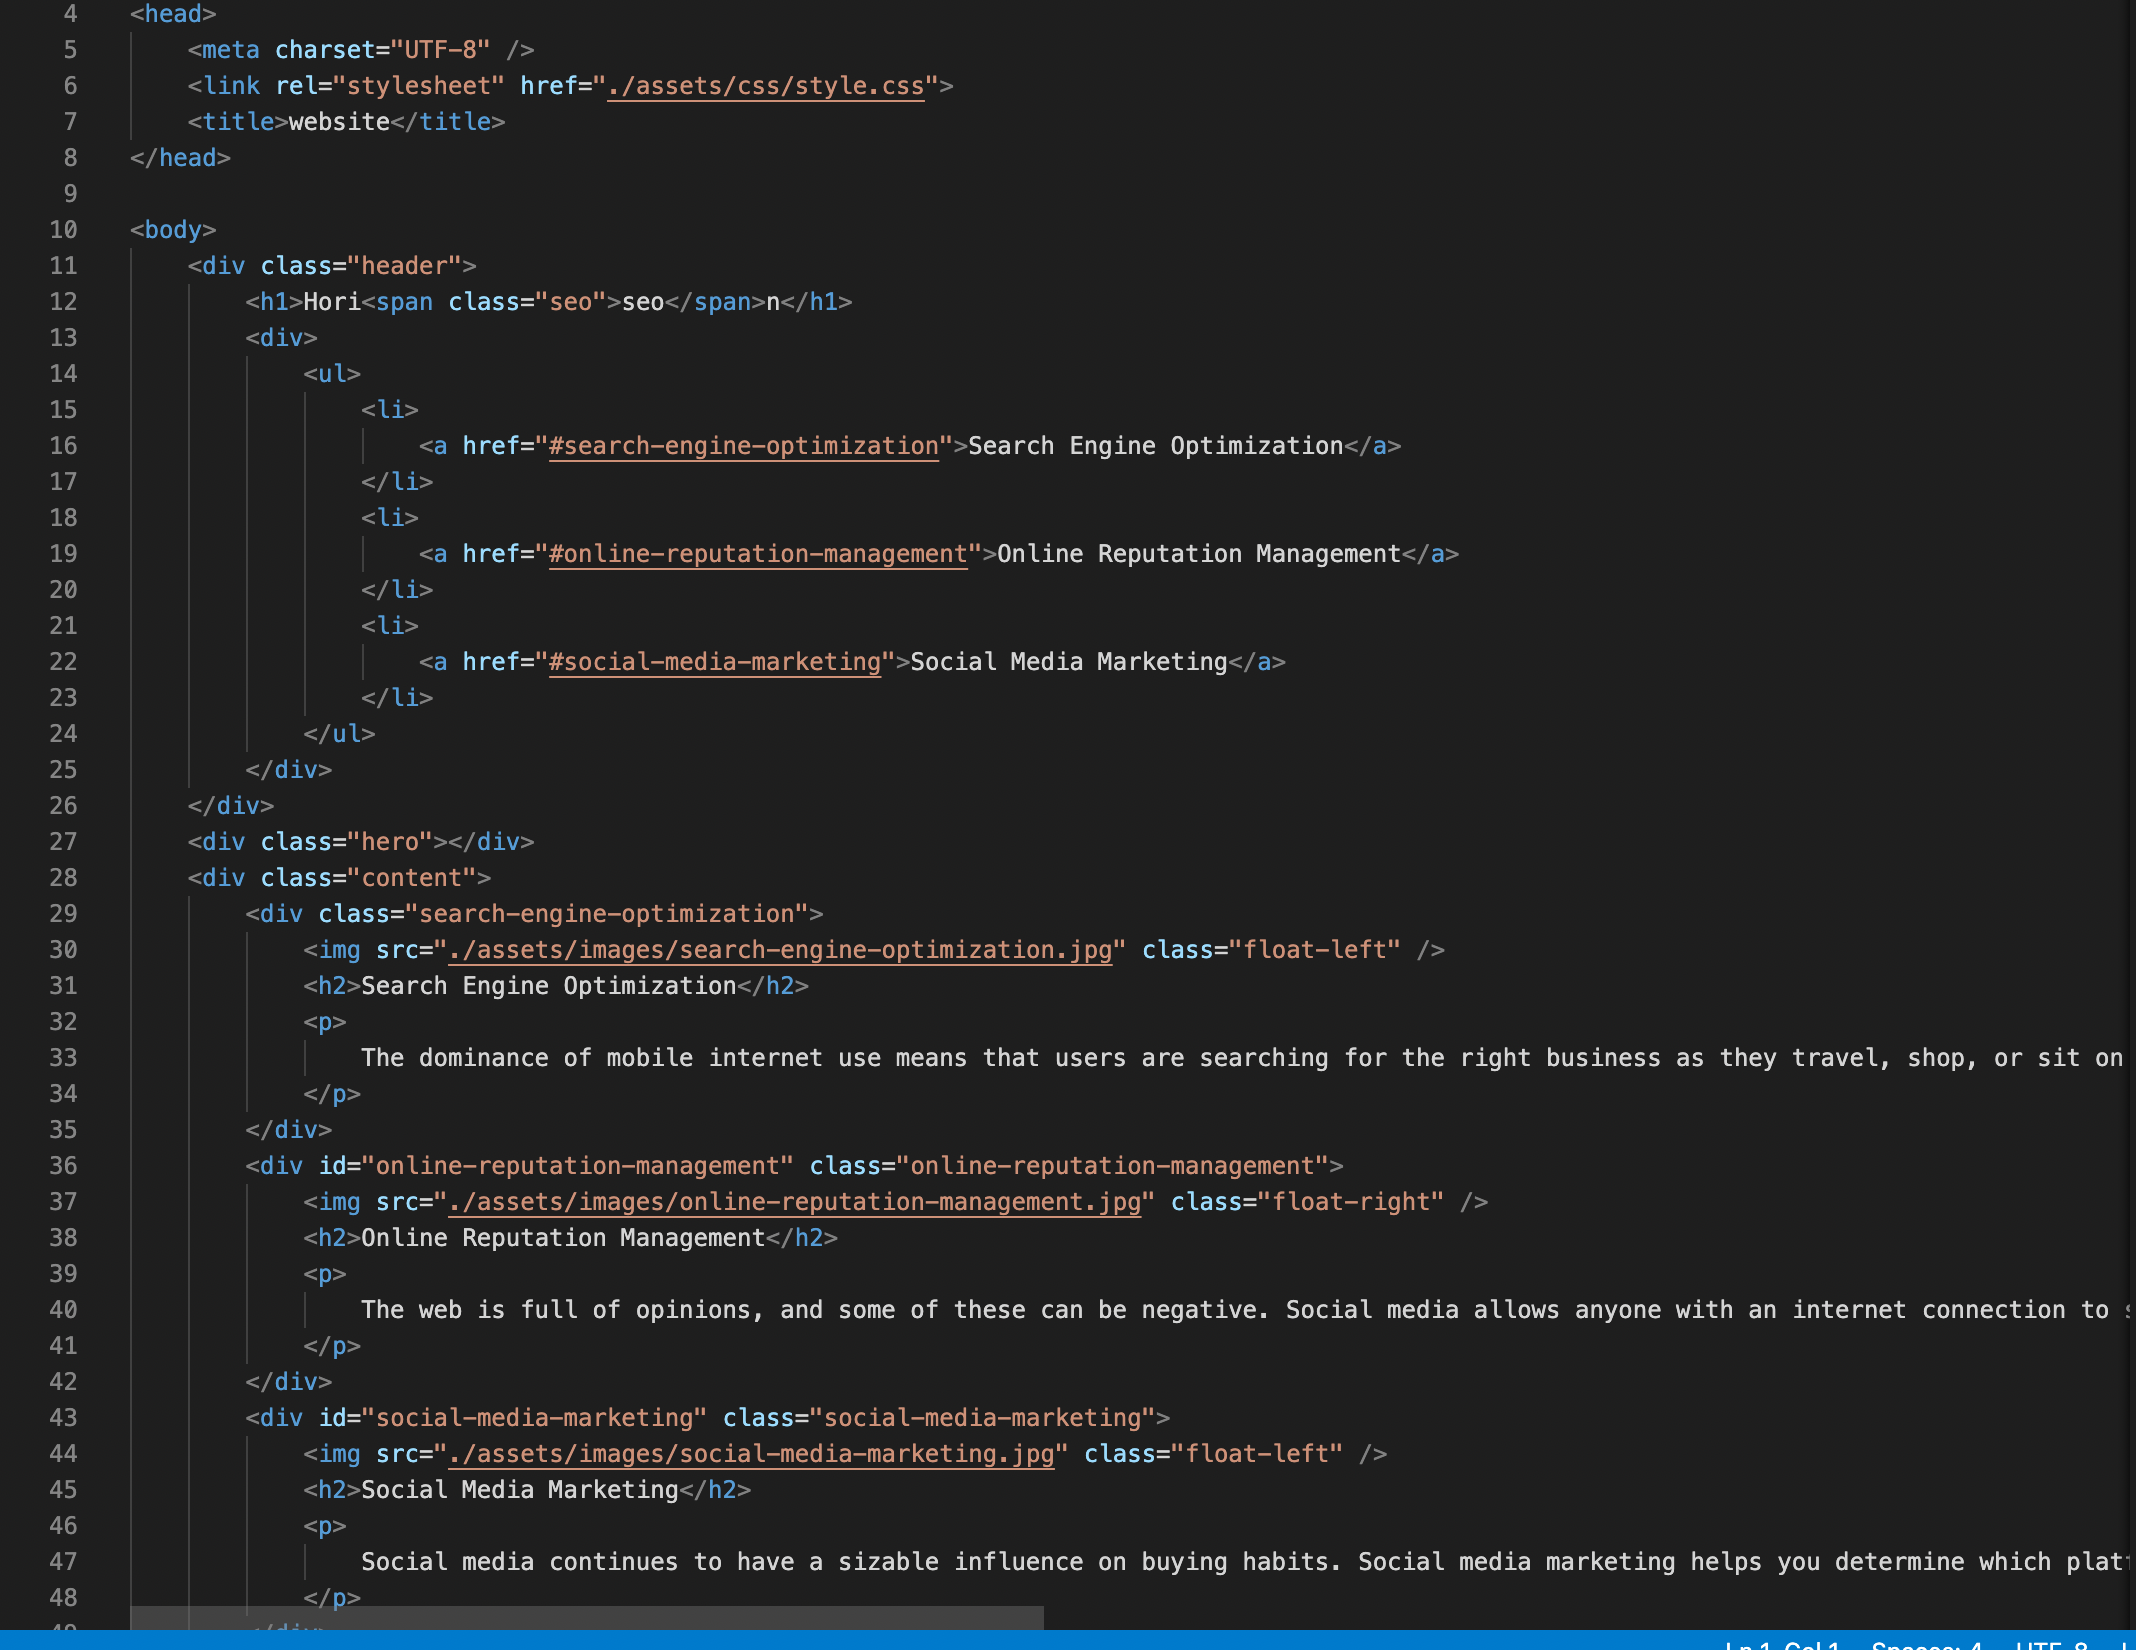 4 <head>
5 <meta charset="UTF-8" />
6 <link rel="stylesheet" href="./assets/css/style.css">
7 <title>website</title>
8 </head>
9
10 <body>
11 <div class="header">
12 <h1>Hori<span class="seo">seo</span>n</h1>
13 <div>
14 <ul>
15 <li>
16 <a href="#search-engine-optimization">Search Engine Optimization</a>
17 </li>
18 <li>
19 <a href="#online-reputation-management">Online Reputation Management</a>
20 </li>
21 <li>
22 <a href="#social-media-marketing">Social Media Marketing</a>
23 </li>
24 </ul>
25 </div>
26 </div>
27 <div class="hero"></div>
28 <div class="content">
29 <div class="search-engine-optimization">
30 <img src="./assets/images/search-engine-optimization.jpg" class="float-left" />
31 <h2>Search Engine Optimization</h2>
32 <p>
33 The dominance of mobile internet use means that users are searching for the right business as they travel, shop, or sit on
34 </p>
35 </div>
36 <div id="online-reputation-management" class="online-reputation-management">
37 <img src="./assets/images/online-reputation-management.jpg" class="float-right" />
38 <h2>Online Reputation Management</h2>
39 <p>
40 The web is full of opinions, and some of these can be negative. Social media allows anyone with an internet connection to
41 </p>
42 </div>
43 <div id="social-media-marketing" class="social-media-marketing">
44 <img src="./assets/images/social-media-marketing.jpg" class="float-left" />
45 <h2>Social Media Marketing</h2>
46 <p>
47 Social media continues to have a sizable influence on buying habits. Social media marketing helps you determine which
48 </p>
49 </div>
Ln 1, Col 1 Spaces: 4 UTF-8